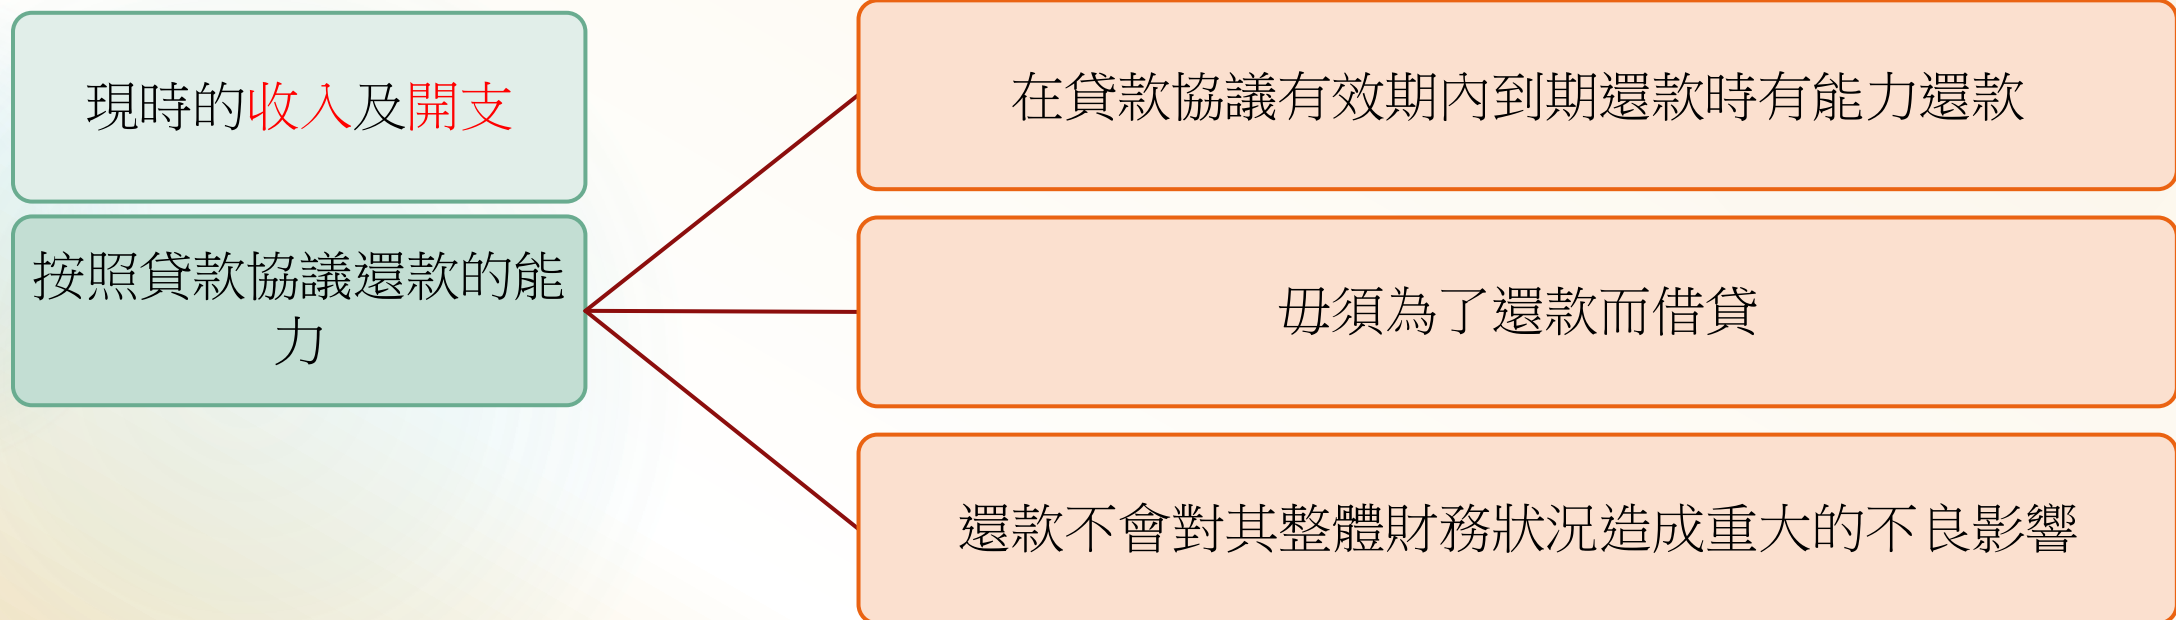 現時的收入及開支
按照貸款協議還款的能
力
在貸款協議有效期內到期還款時有能力還款
毋須為了還款而借貸
還款不會對其整體財務狀況造成重大的不良影響